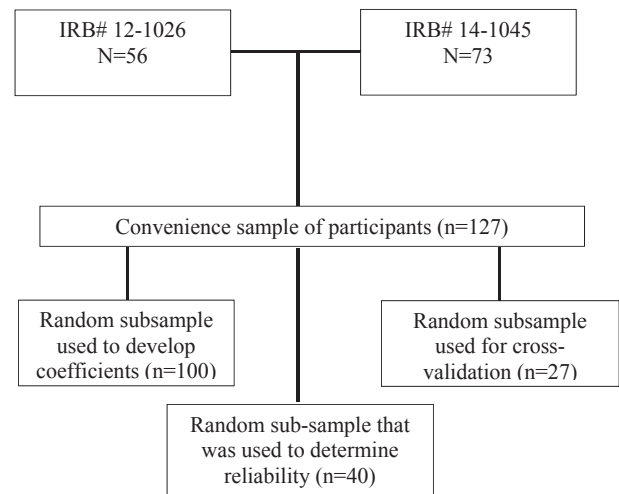 IRB# 12-1026
N=56
IRB# 14-1045
N=73
Convenience sample of participants (n=127)
Random subsample
used to develop
coefficients (n=100)
Random subsample
used for cross-
validation (n=27)
Random sub-sample that
was used to determine
reliability (n=40)